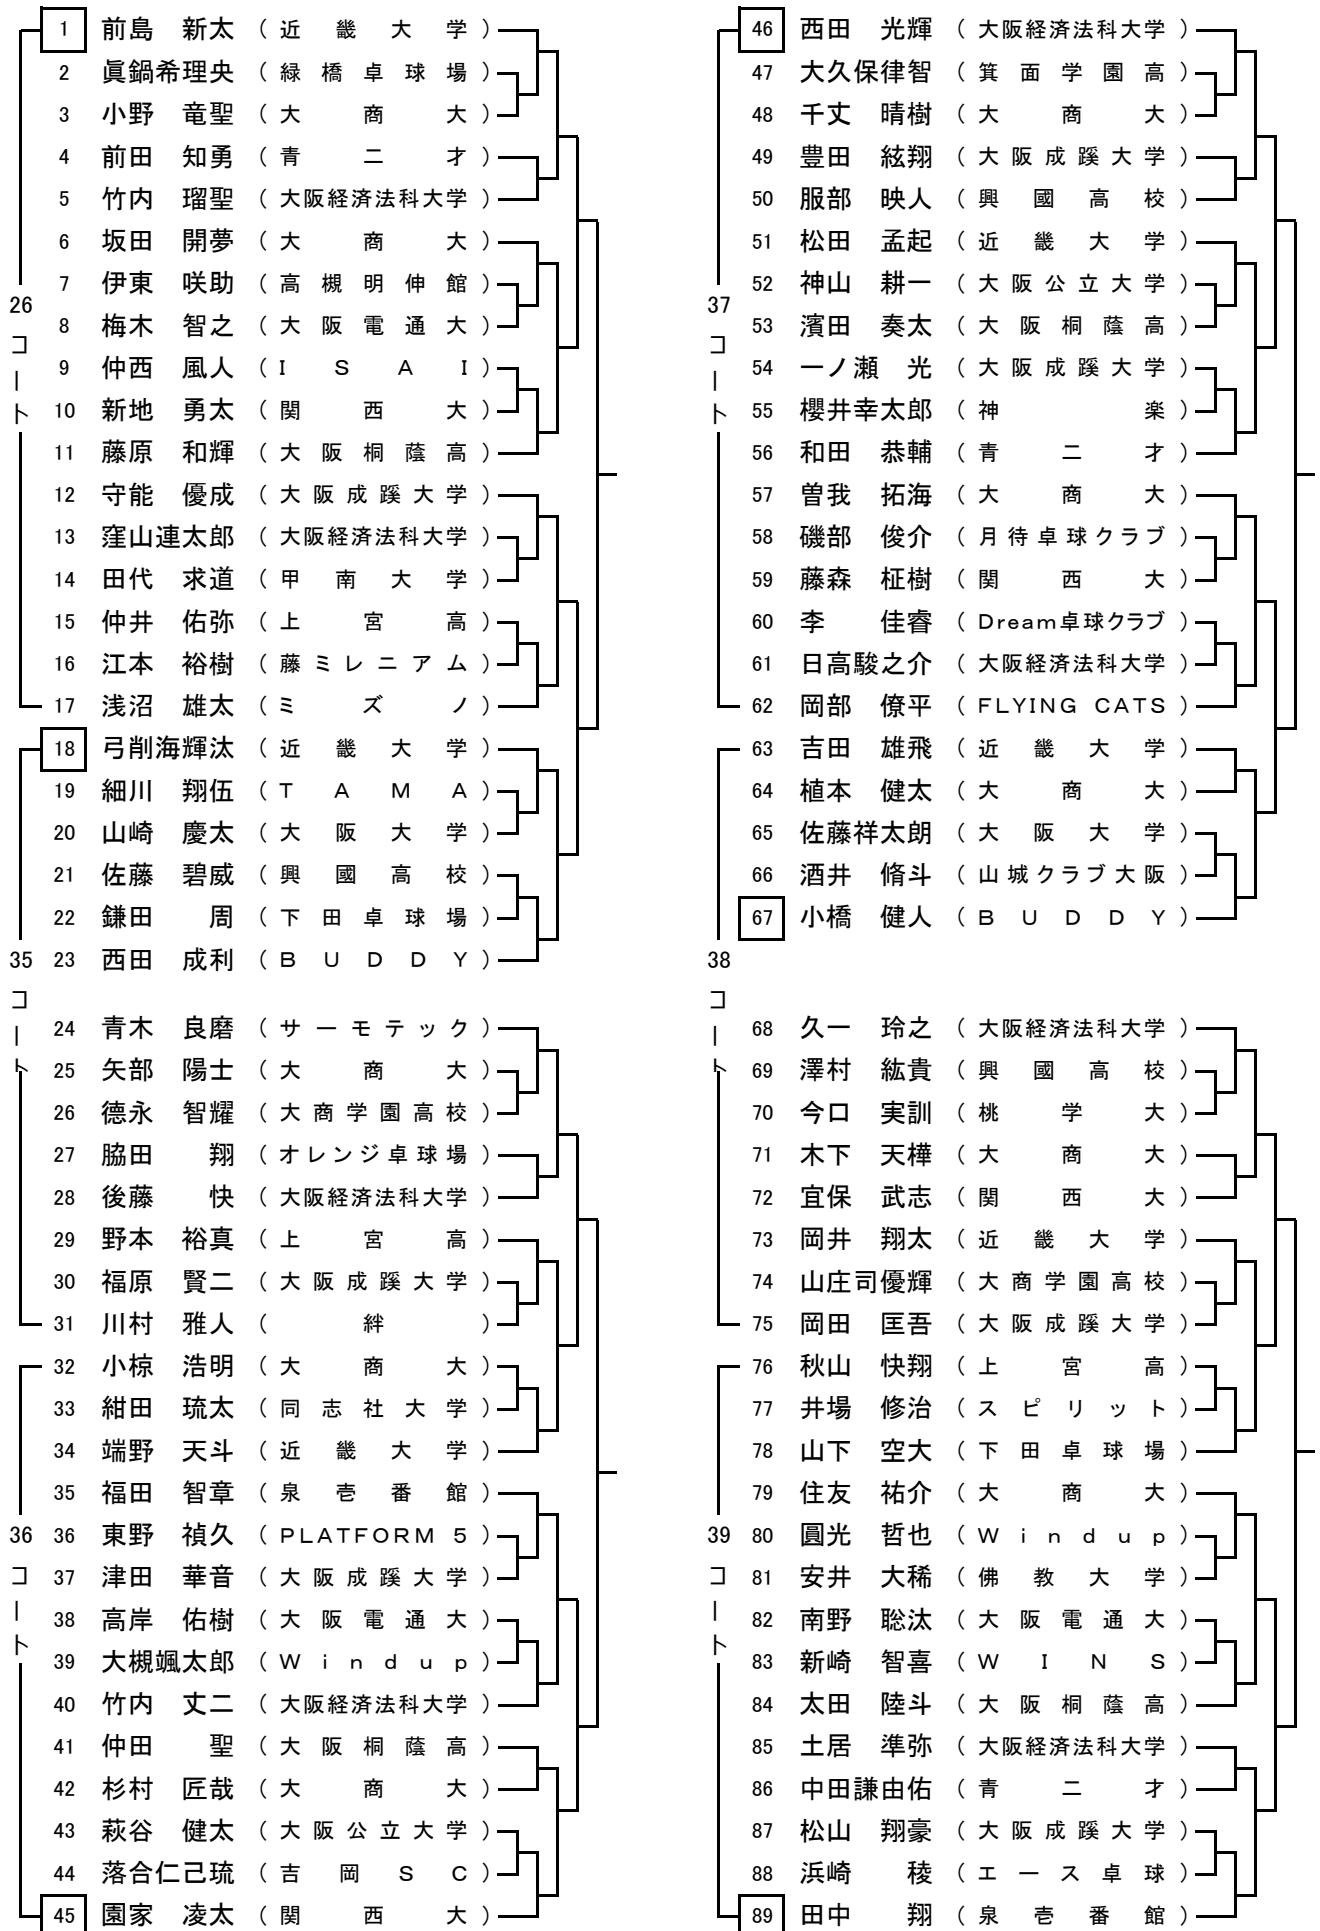 1 前島 新太 (近畿大学)
2 眞鍋希理央 (緑橋卓球場)
3 小野 竜聖 (大商大)
4 前田 知勇 (青二才)
5 竹内 瑠聖 (大阪経済法科大学)
6 坂田 開夢 (大商大)
7 伊東 咲助 (高槻明伸館)
26コート
8 梅木 智之 (大阪電通大)
9 仲西 風人 (ISAI)
10 新地 勇太 (関西大)
11 藤原 和輝 (大阪桐蔭高)
12 守能 優成 (大阪成蹊大学)
13 窪山連太郎 (大阪経済法科大学)
14 田代 求道 (甲南大学)
15 仲井 佑弥 (上宮高)
16 江本 裕樹 (藤ミレニアム)
17 浅沼 雄太 (ミズノ)
18 弓削海輝汰 (近畿大学)
19 細川 翔伍 (TAMA)
20 山崎 慶太 (大阪大学)
21 佐藤 碧威 (興國高校)
22 鎌田 周 (下田卓球場)
35コート
23 西田 成利 (BUDDY)
24 青木 良磨 (サーモテック)
25 矢部 陽士 (大商大)
26 德永 智耀 (大商学園高校)
27 脇田 翔 (オレンジ卓球場)
28 後藤 快 (大阪経済法科大学)
29 野本 裕真 (上宮高)
30 福原 賢二 (大阪成蹊大学)
31 川村 雅人 (絆)
32 小椋 浩明 (大商大)
33 紺田 琉太 (同志社大学)
34 端野 天斗 (近畿大学)
35 福田 智章 (泉壱番館)
36コート
36 東野 禎久 (PLATFORM 5)
37 津田 華音 (大阪成蹊大学)
38 高岸 佑樹 (大阪電通大)
39 大槻颯太郎 (Windup)
40 竹内 丈二 (大阪経済法科大学)
41 仲田 聖 (大阪桐蔭高)
42 杉村 匠哉 (大商大)
43 萩谷 健太 (大阪公立大学)
44 落合仁己琉 (吉岡SC)
45 園家 凌太 (関西大)
46 西田 光輝 (大阪経済法科大学)
47 大久保律智 (箕面学園高)
48 千丈 晴樹 (大商大)
49 豊田 絃翔 (大阪成蹊大学)
50 服部 映人 (興國高校)
51 松田 孟起 (近畿大学)
52 神山 耕一 (大阪公立大学)
37コート
53 濱田 奏太 (大阪桐蔭高)
54 一ノ瀬 光 (大阪成蹊大学)
55 櫻井幸太郎 (神楽)
56 和田 恭輔 (青二才)
57 曽我 拓海 (大商大)
58 磯部 俊介 (月待卓球クラブ)
59 藤森 柾樹 (関西大)
60 李 佳睿 (Dream卓球クラブ)
61 日高駿之介 (大阪経済法科大学)
62 岡部 僚平 (FLYING CATS)
63 吉田 雄飛 (近畿大学)
64 植本 健太 (大商大)
65 佐藤祥太朗 (大阪大学)
66 酒井 脩斗 (山城クラブ大阪)
67 小橋 健人 (BUDDY)
38コート
68 久一 玲之 (大阪経済法科大学)
69 澤村 紘貴 (興國高校)
70 今口 実訓 (桃学大)
71 木下 天樺 (大商大)
72 宜保 武志 (関西大)
73 岡井 翔太 (近畿大学)
74 山庄司優輝 (大商学園高校)
75 岡田 匡吾 (大阪成蹊大学)
76 秋山 快翔 (上宮高)
77 井場 修治 (スピリット)
78 山下 空大 (下田卓球場)
79 住友 祐介 (大商大)
39コート
80 圓光 哲也 (Windup)
81 安井 大稀 (佛教大学)
82 南野 聡汰 (大阪電通大)
83 新崎 智喜 (WINS)
84 太田 陸斗 (大阪桐蔭高)
85 土居 準弥 (大阪経済法科大学)
86 中田謙由佑 (青二才)
87 松山 翔豪 (大阪成蹊大学)
88 浜崎 稜 (エース卓球)
89 田中 翔 (泉壱番館)